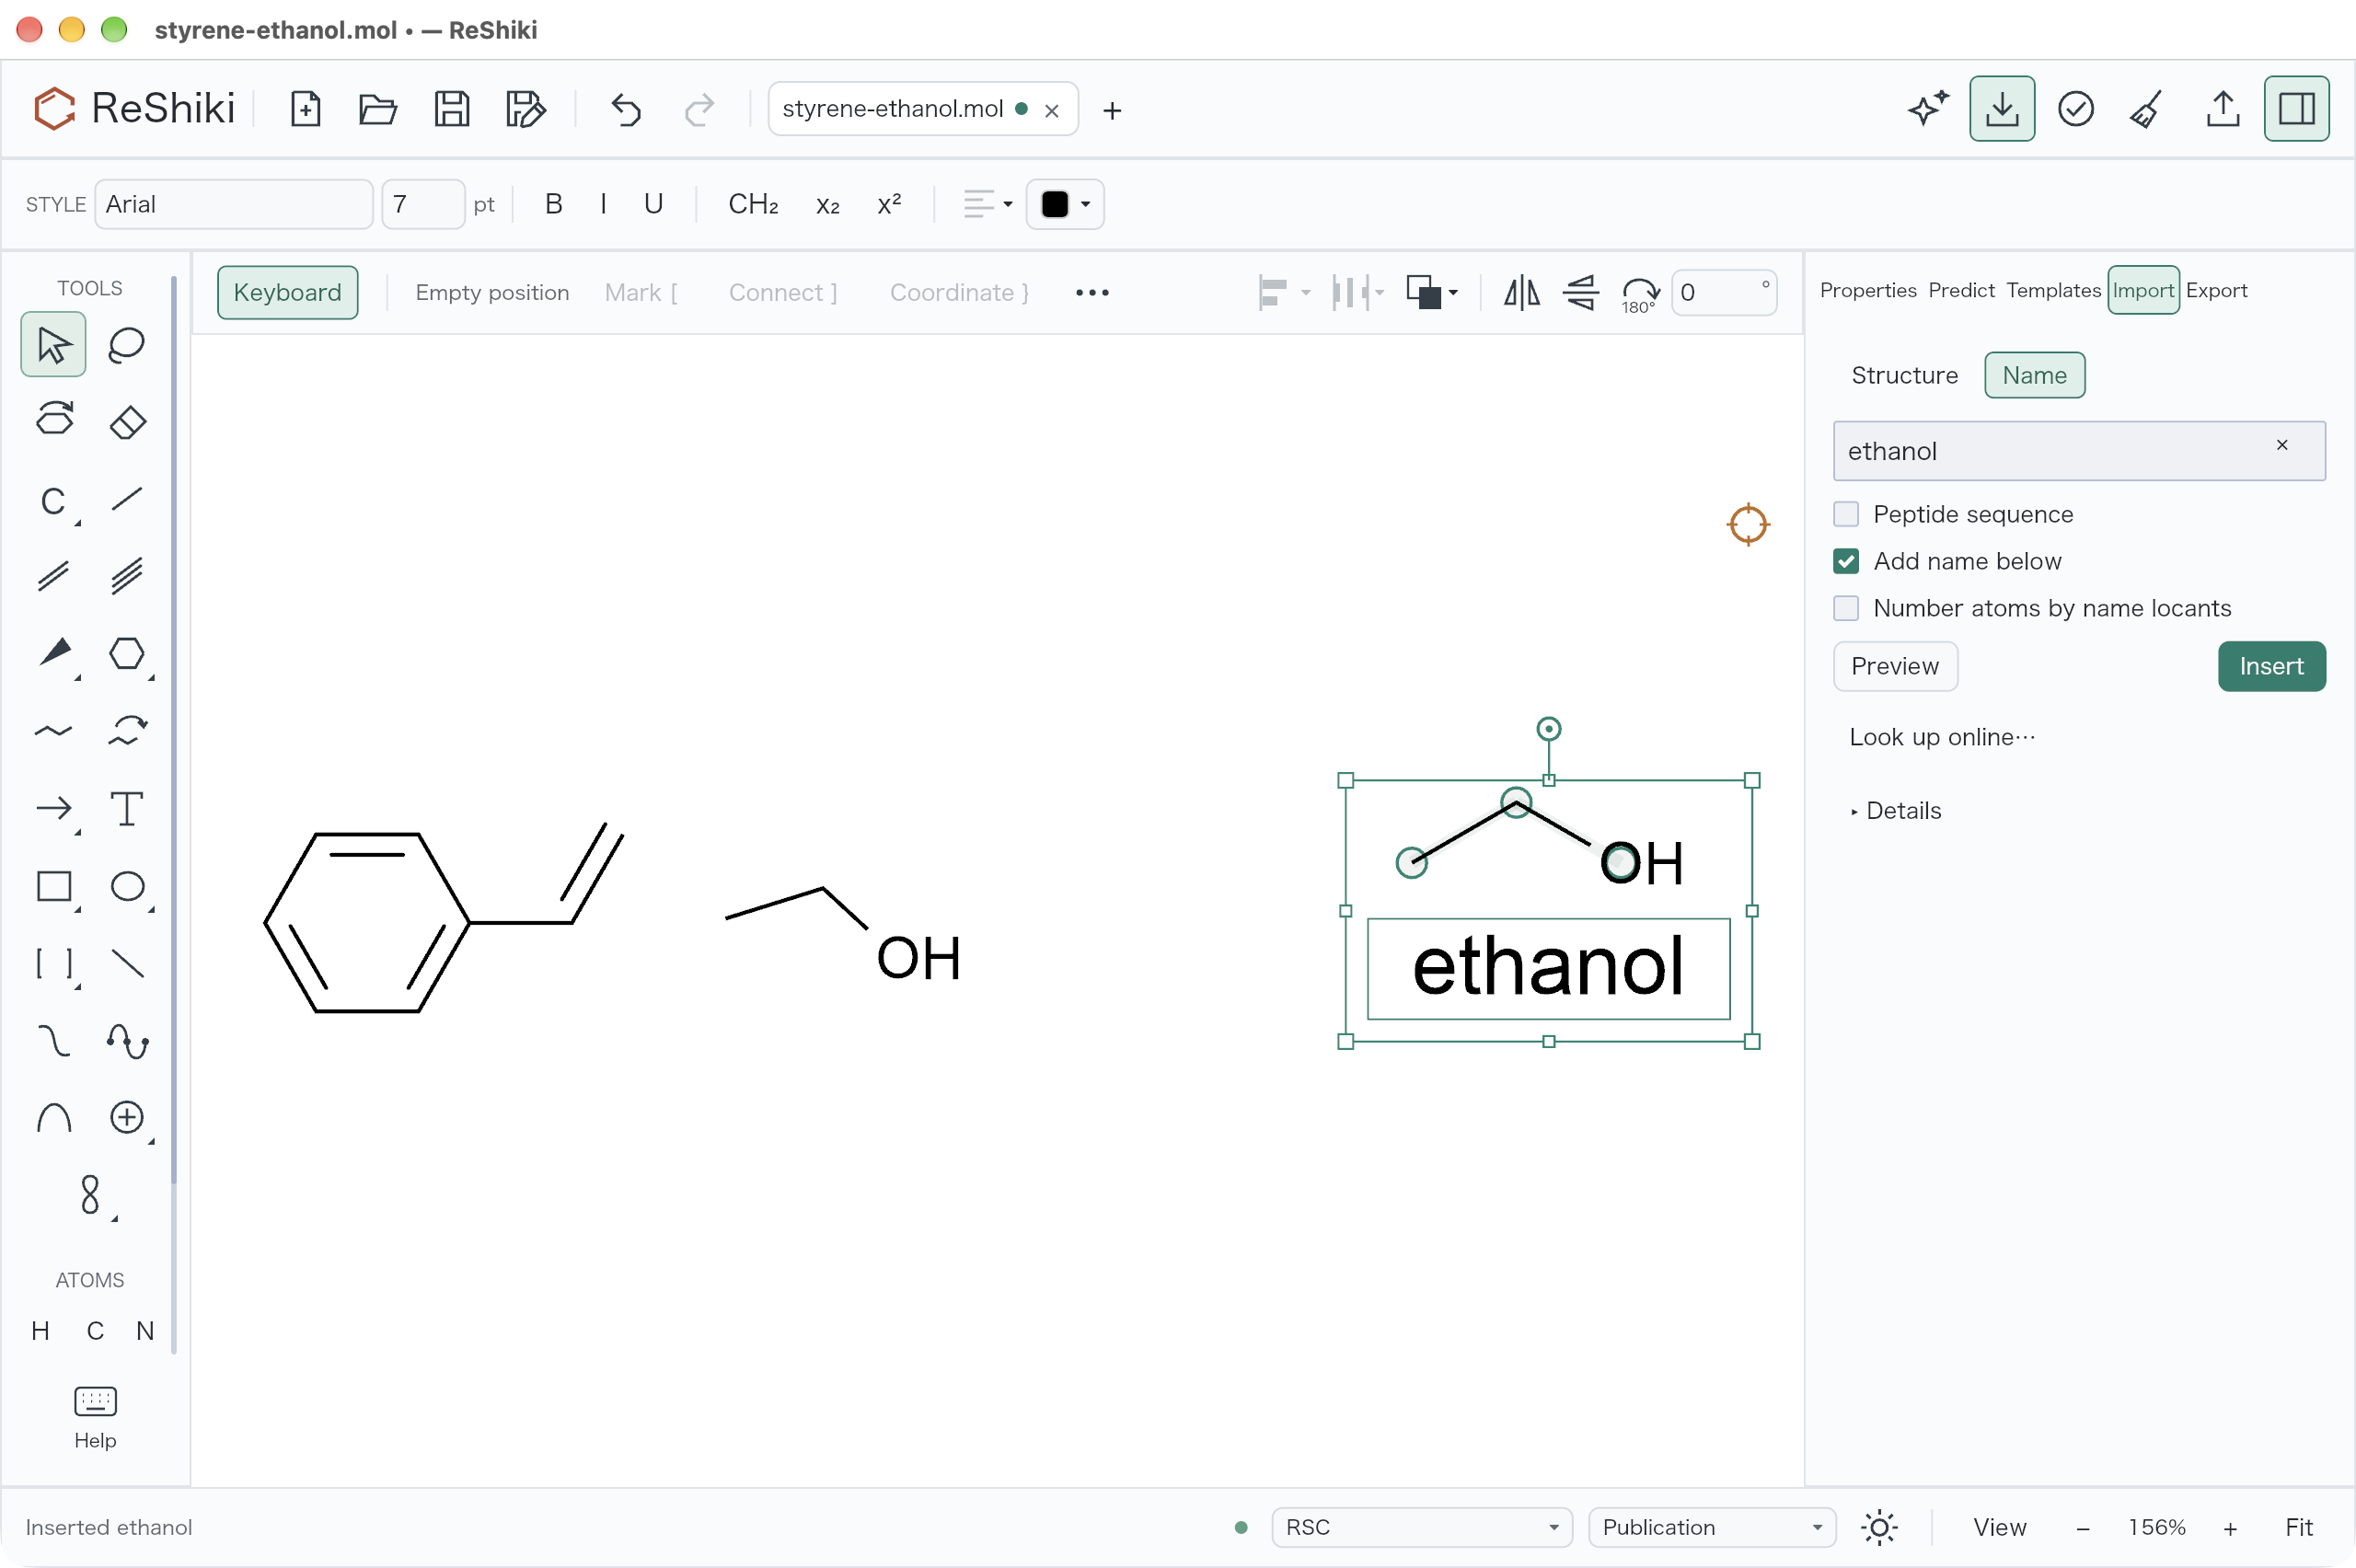 styrene-ethanol.mol • — ReShiki
ReShiki
styrene-ethanol.mol
STYLE Arial 7 pt B I U CH₂ x₂ x²
TOOLS
Keyboard Empty position Mark [ Connect ] Coordinate } ••• 180° 0 °
Properties Predict Templates Import Export
Structure Name
ethanol
Peptide sequence
Add name below
Number atoms by name locants
Preview Insert
Look up online…
Details
C
T
[ ]
OH
OH
ethanol
ATOMS
H C N
Help
Inserted ethanol RSC Publication View − 156% + Fit